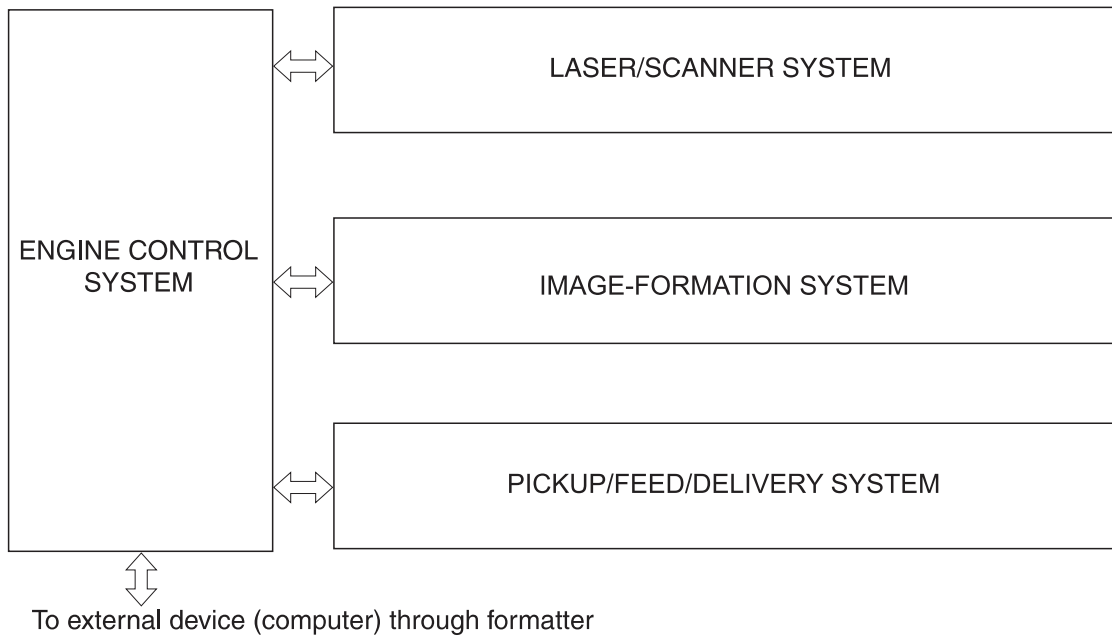 LASER/SCANNER SYSTEM
ENGINE CONTROL
SYSTEM
IMAGE-FORMATION SYSTEM
PICKUP/FEED/DELIVERY SYSTEM
To external device (computer) through formatter